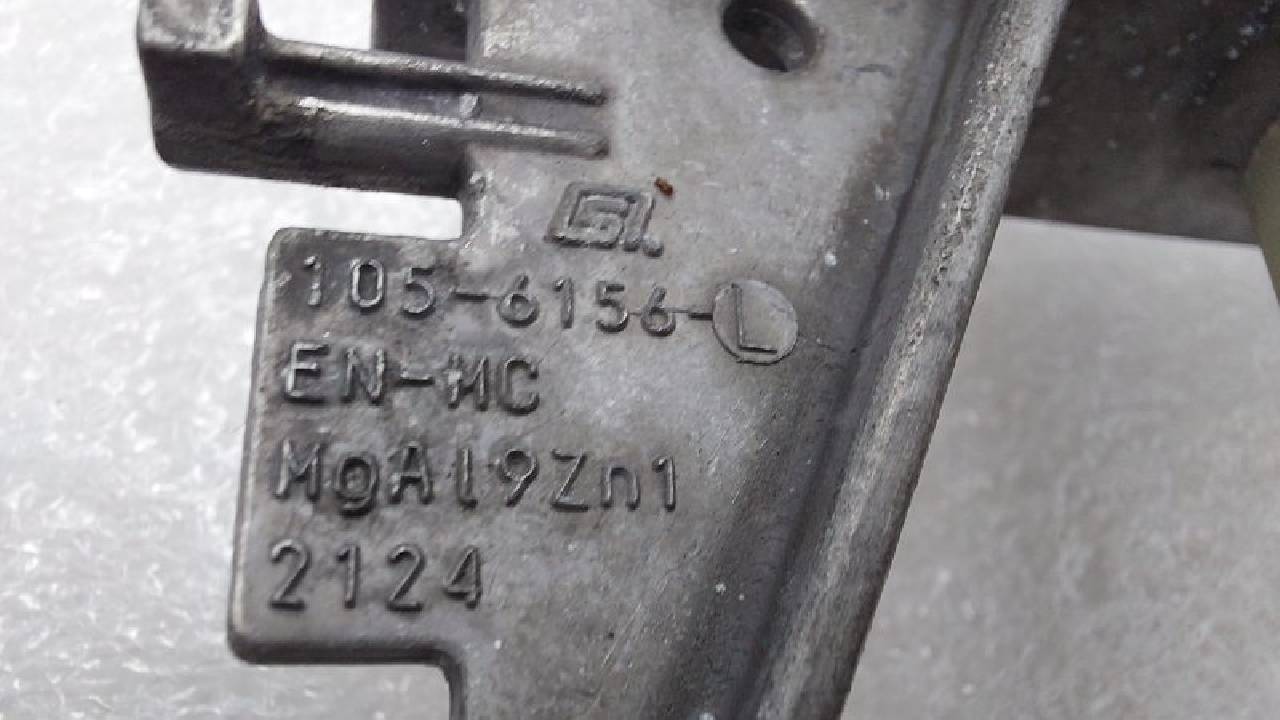 GI.
105-6156-L
EN-MC
MgAl9Zn1
2124